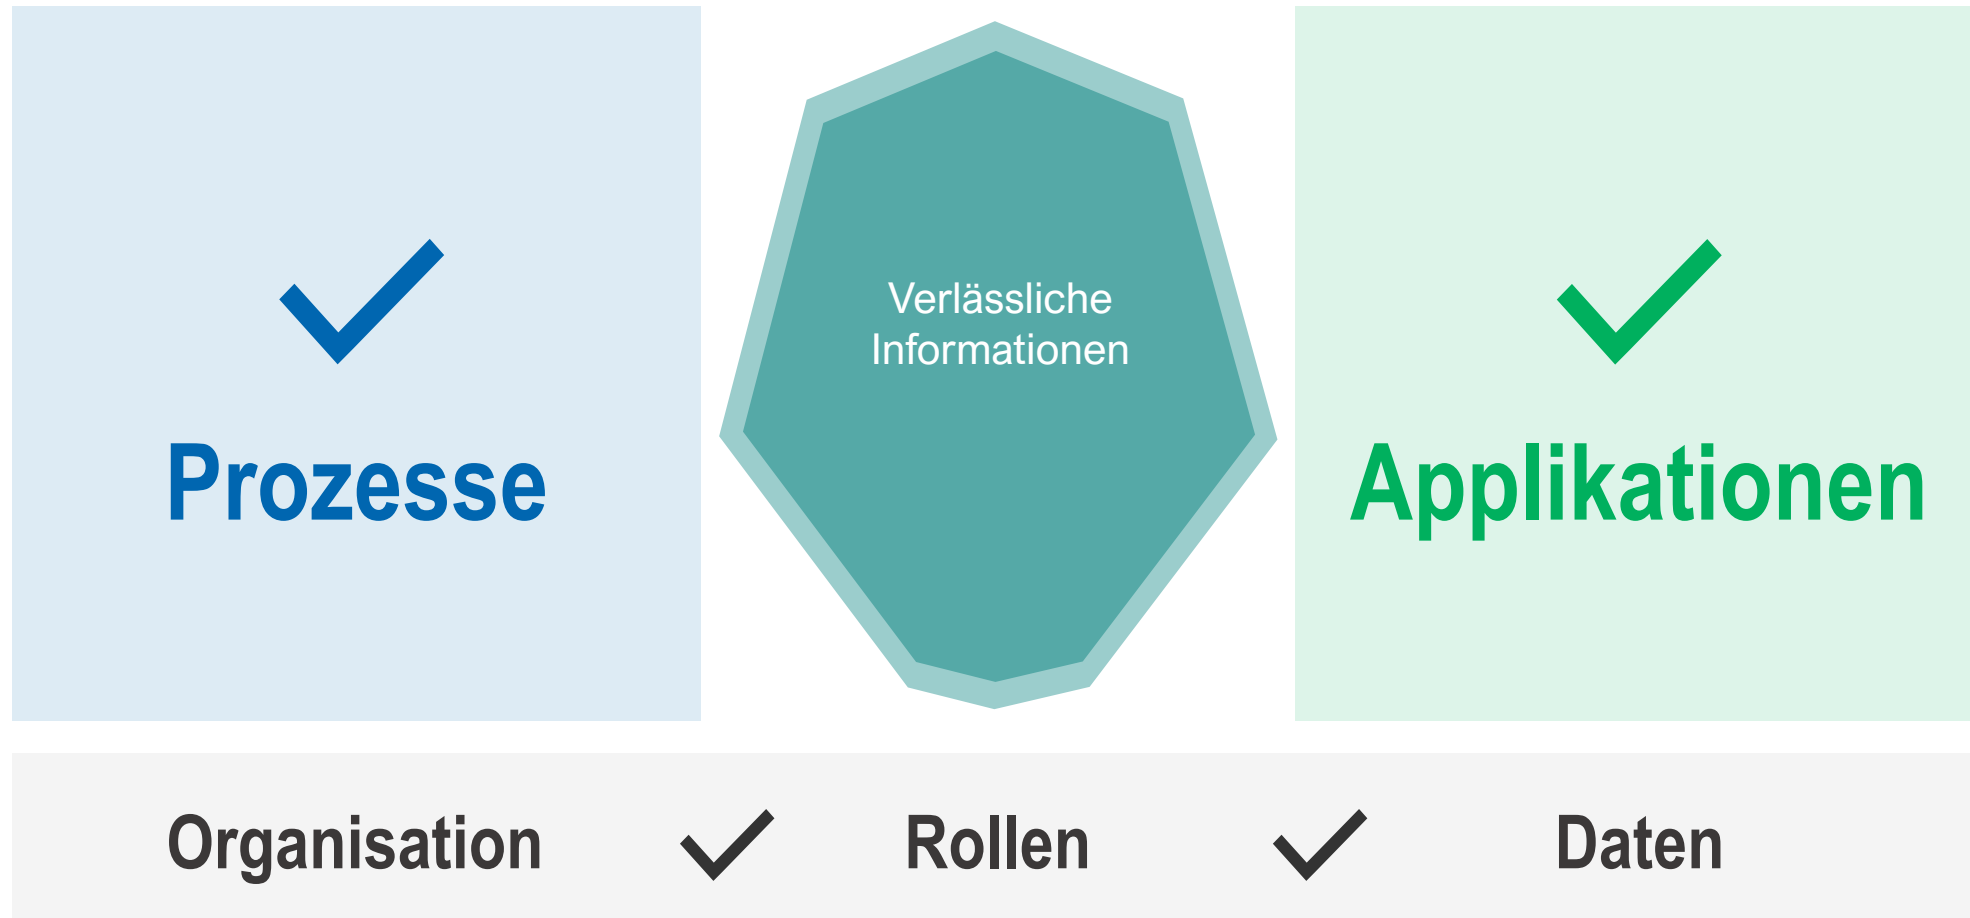 Verlässliche
Informationen
Prozesse
Applikationen
Organisation
Rollen
Daten